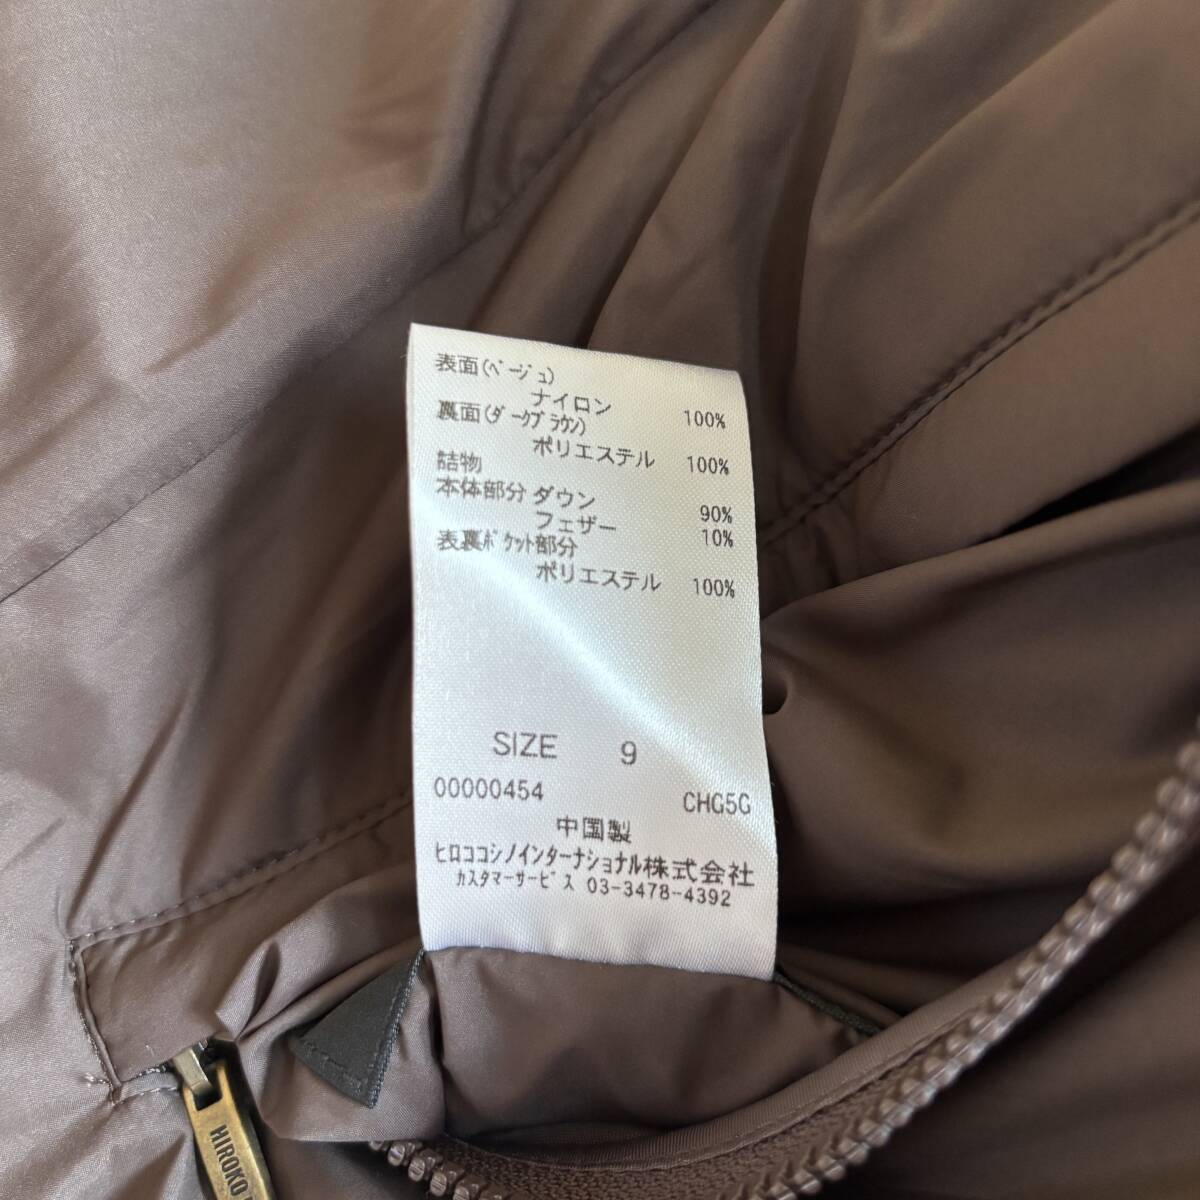 表面(ベージュ)
ナイロン 100%
裏面(ダークブラウン)
ポリエステル 100%
詰物
本体部分 ダウン 90%
フェザー 10%
表裏ポケット部分
ポリエステル 100%
SIZE 9
00000454 CHG5G
中国製
ヒロココシノインターナショナル株式会社
カスタマーサービス 03-3478-4392
HIROKO